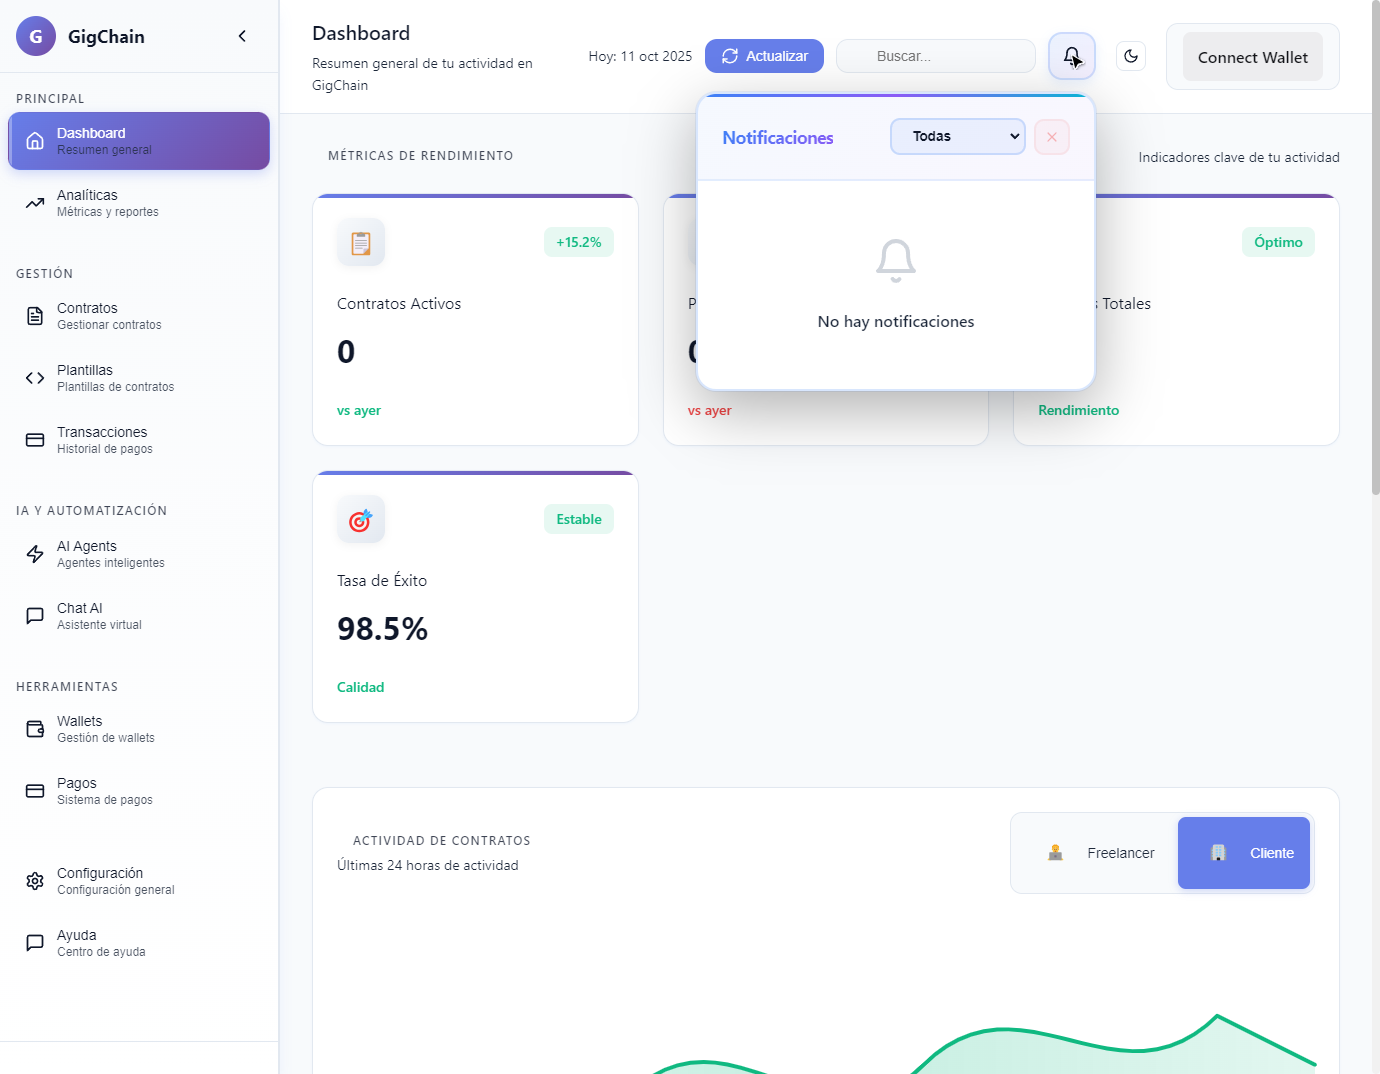 G
GigChain
PRINCIPAL
Dashboard
Resumen general
Analíticas
Métricas y reportes
GESTIÓN
Contratos
Gestionar contratos
Plantillas
Plantillas de contratos
Transacciones
Historial de pagos
IA Y AUTOMATIZACIÓN
AI Agents
Agentes inteligentes
Chat AI
Asistente virtual
HERRAMIENTAS
Wallets
Gestión de wallets
Pagos
Sistema de pagos
Configuración
Configuración general
Ayuda
Centro de ayuda
Dashboard
Resumen general de tu actividad en
GigChain
Hoy: 11 oct 2025
Actualizar
Buscar...
Connect Wallet
Notificaciones
Todas
No hay notificaciones
MÉTRICAS DE RENDIMIENTO
Indicadores clave de tu actividad
+15.2%
Contratos Activos
0
vs ayer
vs ayer
Óptimo
Totales
Rendimiento
Estable
Tasa de Éxito
98.5%
Calidad
ACTIVIDAD DE CONTRATOS
Últimas 24 horas de actividad
Freelancer
Cliente